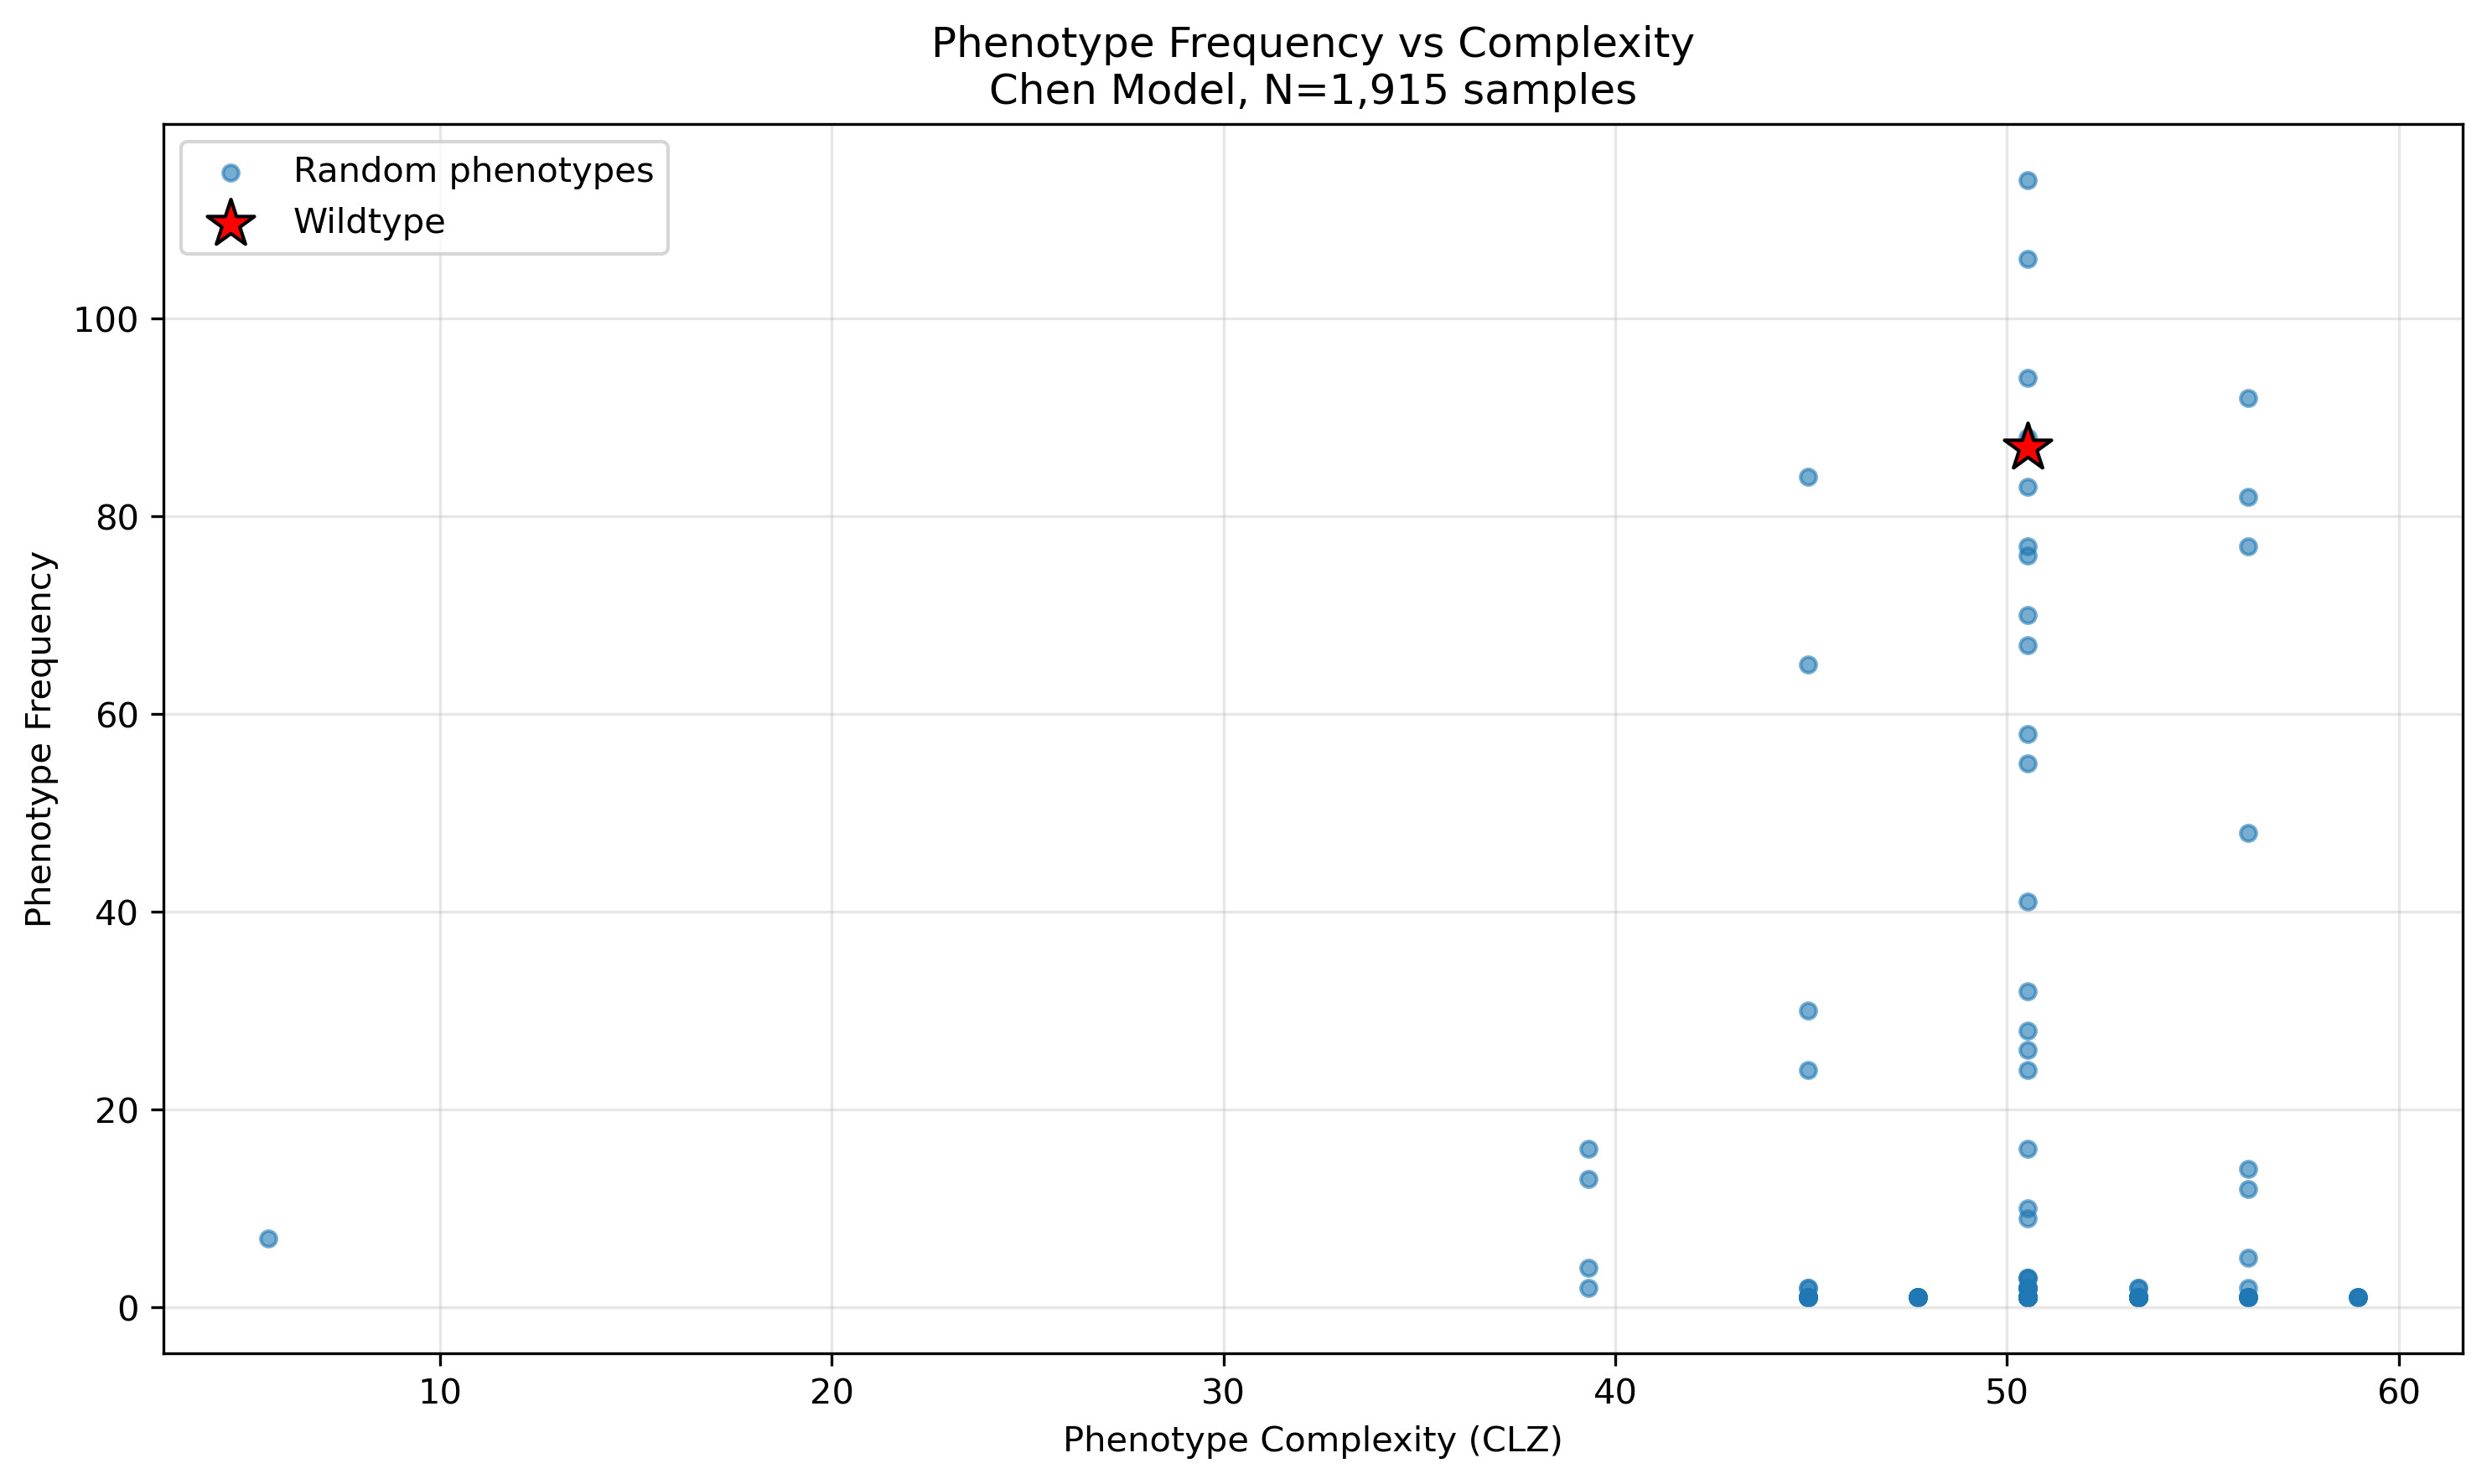 Phenotype Frequency vs Complexity
Chen Model, N=1,915 samples
Random phenotypes
Wildtype
Phenotype Frequency
100
80
60
40
20
0
10 20 30 40 50 60
Phenotype Complexity (CLZ)